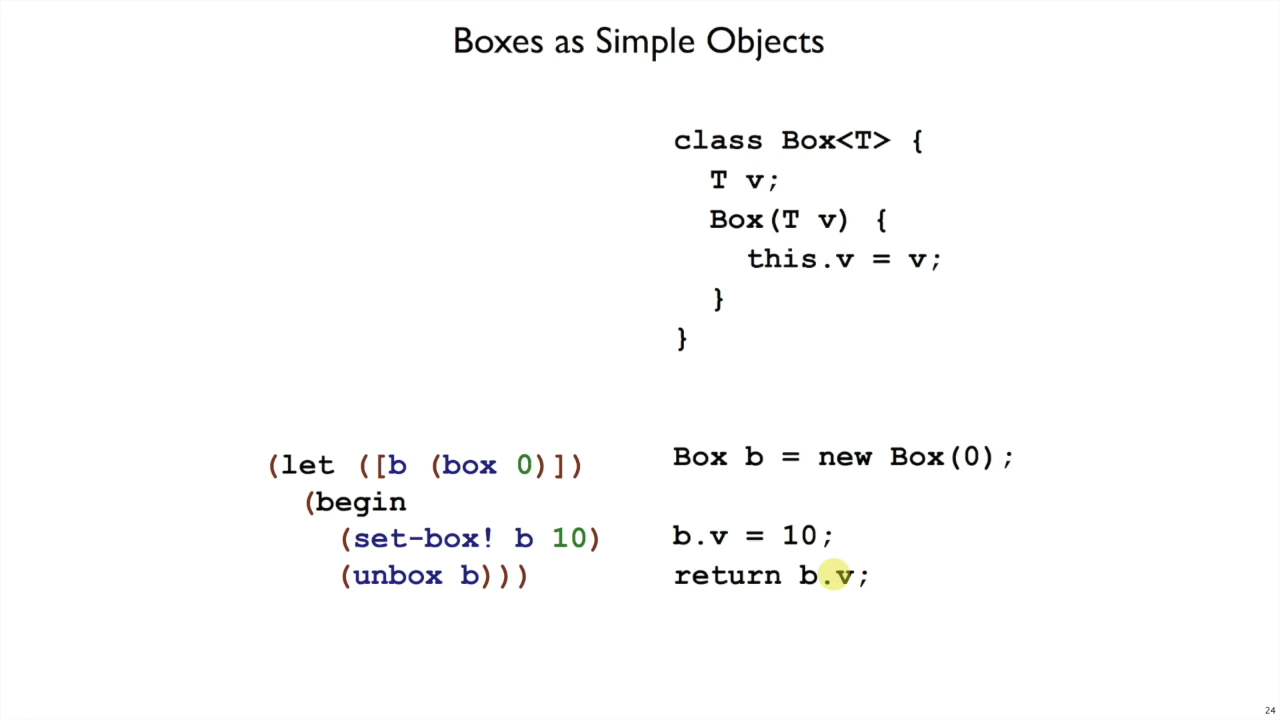 Boxes as Simple Objects
class Box<T> {
T v;
Box(T v) {
this.v = v;
}
}
(let ([b (box 0)])
(begin
(set-box! b 10)
(unbox b)))
Box b = new Box(0);
b.v = 10;
return b.v;
24